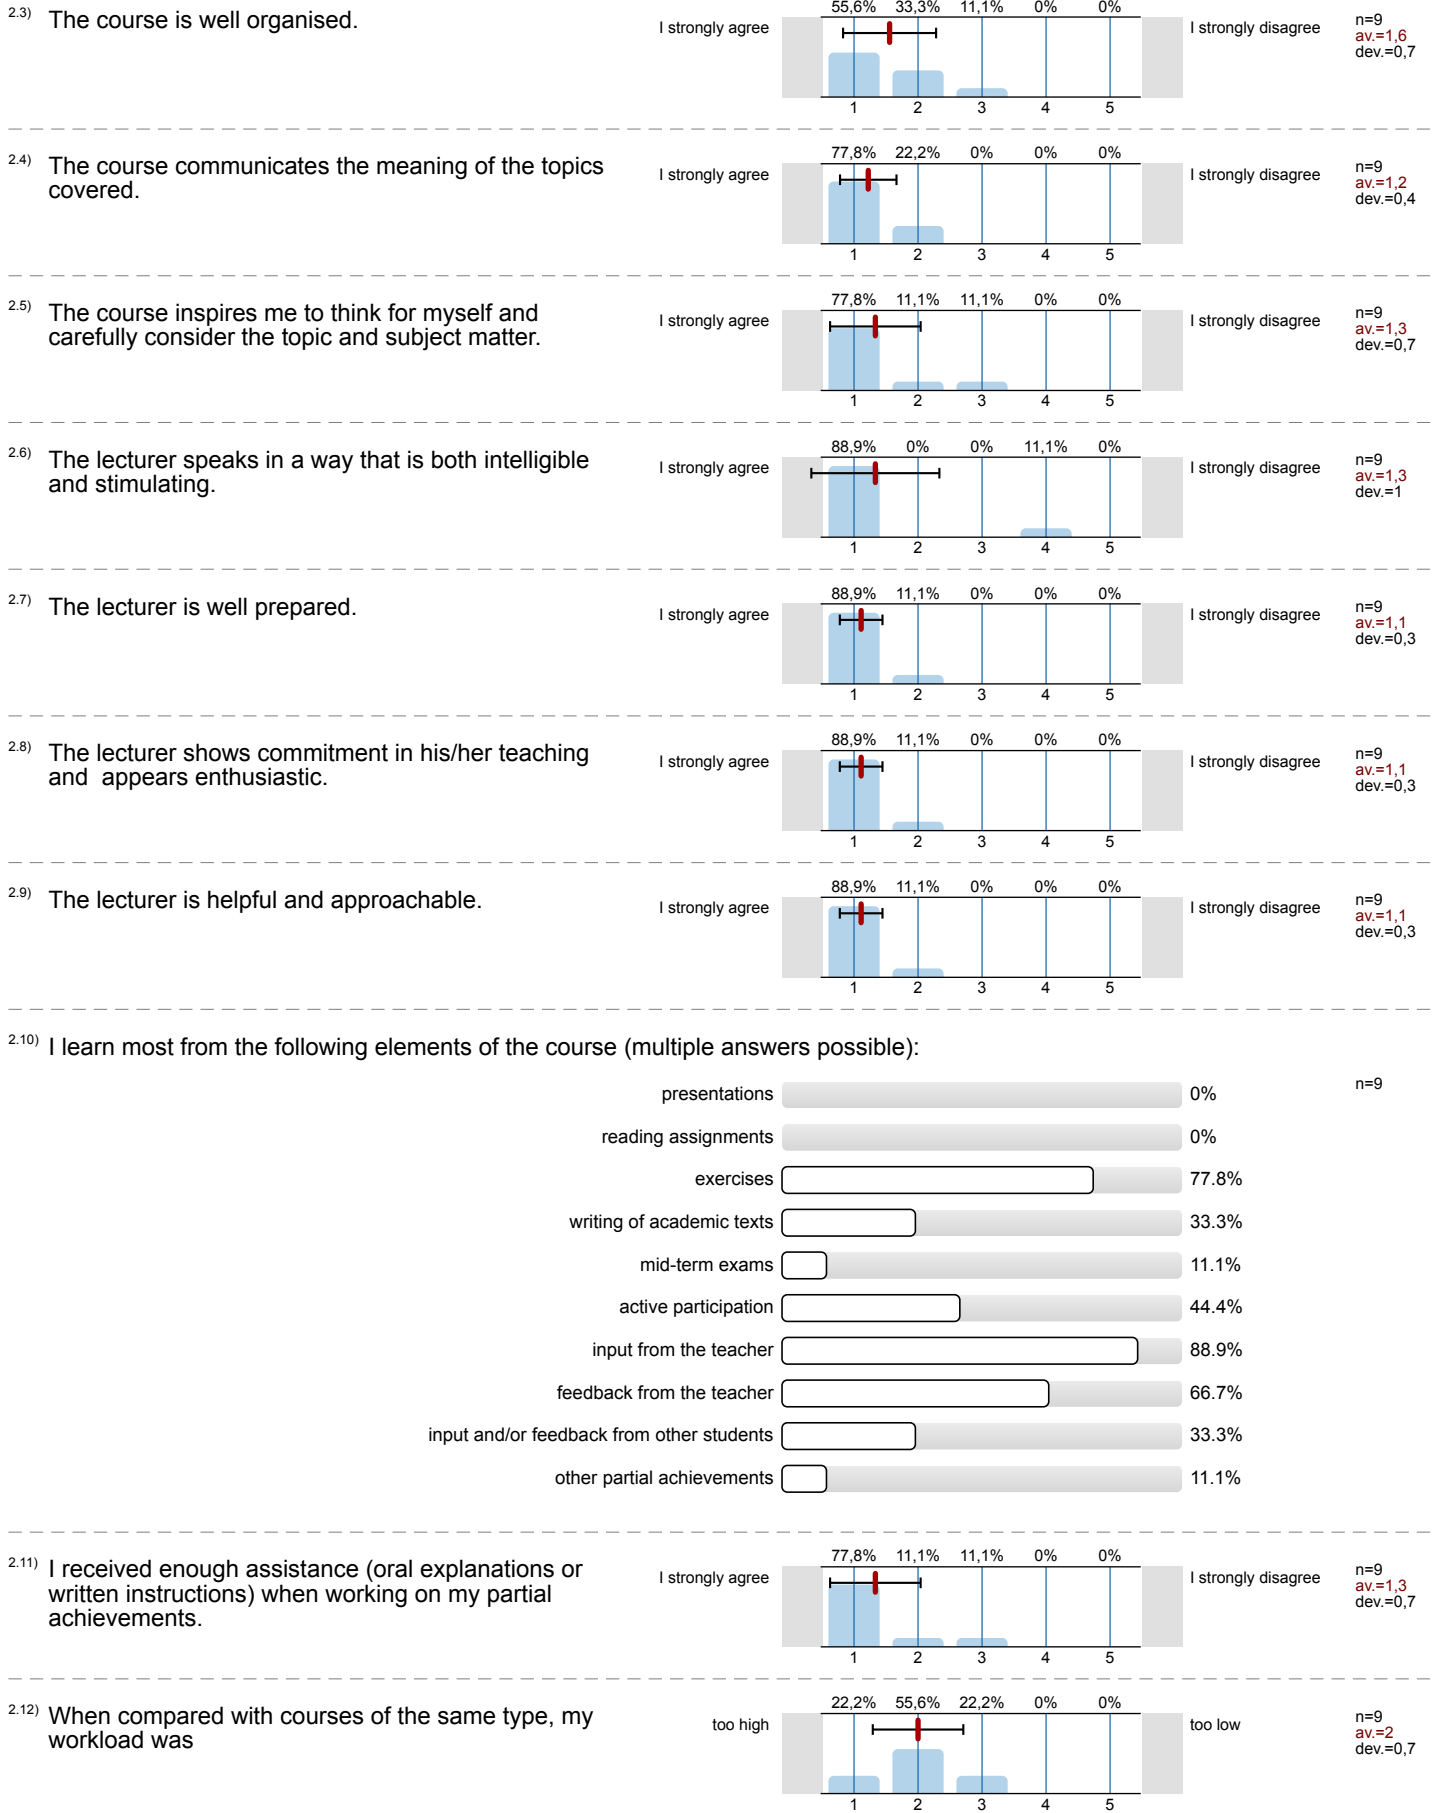 2.3) The course is well organised.
55,6% 33,3% 11,1% 0% 0%
I strongly agree I strongly disagree
n=9
av.=1,6
dev.=0,7
1 2 3 4 5
2.4) The course communicates the meaning of the topics
covered.
77,8% 22,2% 0% 0% 0%
I strongly agree I strongly disagree
n=9
av.=1,2
dev.=0,4
1 2 3 4 5
2.5) The course inspires me to think for myself and
carefully consider the topic and subject matter.
77,8% 11,1% 11,1% 0% 0%
I strongly agree I strongly disagree
n=9
av.=1,3
dev.=0,7
1 2 3 4 5
2.6) The lecturer speaks in a way that is both intelligible
and stimulating.
88,9% 0% 0% 11,1% 0%
I strongly agree I strongly disagree
n=9
av.=1,3
dev.=1
1 2 3 4 5
2.7) The lecturer is well prepared.
88,9% 11,1% 0% 0% 0%
I strongly agree I strongly disagree
n=9
av.=1,1
dev.=0,3
1 2 3 4 5
2.8) The lecturer shows commitment in his/her teaching
and appears enthusiastic.
88,9% 11,1% 0% 0% 0%
I strongly agree I strongly disagree
n=9
av.=1,1
dev.=0,3
1 2 3 4 5
2.9) The lecturer is helpful and approachable.
88,9% 11,1% 0% 0% 0%
I strongly agree I strongly disagree
n=9
av.=1,1
dev.=0,3
1 2 3 4 5
2.10) I learn most from the following elements of the course (multiple answers possible):
presentations 0% n=9
reading assignments 0%
exercises 77.8%
writing of academic texts 33.3%
mid-term exams 11.1%
active participation 44.4%
input from the teacher 88.9%
feedback from the teacher 66.7%
input and/or feedback from other students 33.3%
other partial achievements 11.1%
2.11) I received enough assistance (oral explanations or
written instructions) when working on my partial
achievements.
77,8% 11,1% 11,1% 0% 0%
I strongly agree I strongly disagree
n=9
av.=1,3
dev.=0,7
1 2 3 4 5
2.12) When compared with courses of the same type, my
workload was
22,2% 55,6% 22,2% 0% 0%
too high too low
n=9
av.=2
dev.=0,7
1 2 3 4 5